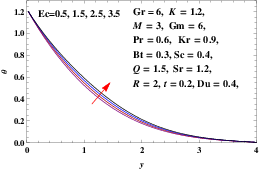 Ec=0.5, 1.5, 2.5, 3.5
Gr = 6, K = 1.2,
M = 3, Gm = 6,
Pr = 0.6, Kr = 0.9,
Bt = 0.3, Sc = 0.4,
Q = 1.5, Sr = 1.2,
R = 2, t = 0.2, Du = 0.4,
1.2
1.0
0.8
0.6
0.4
0.2
0.0
θ
0
1
2
3
4
y